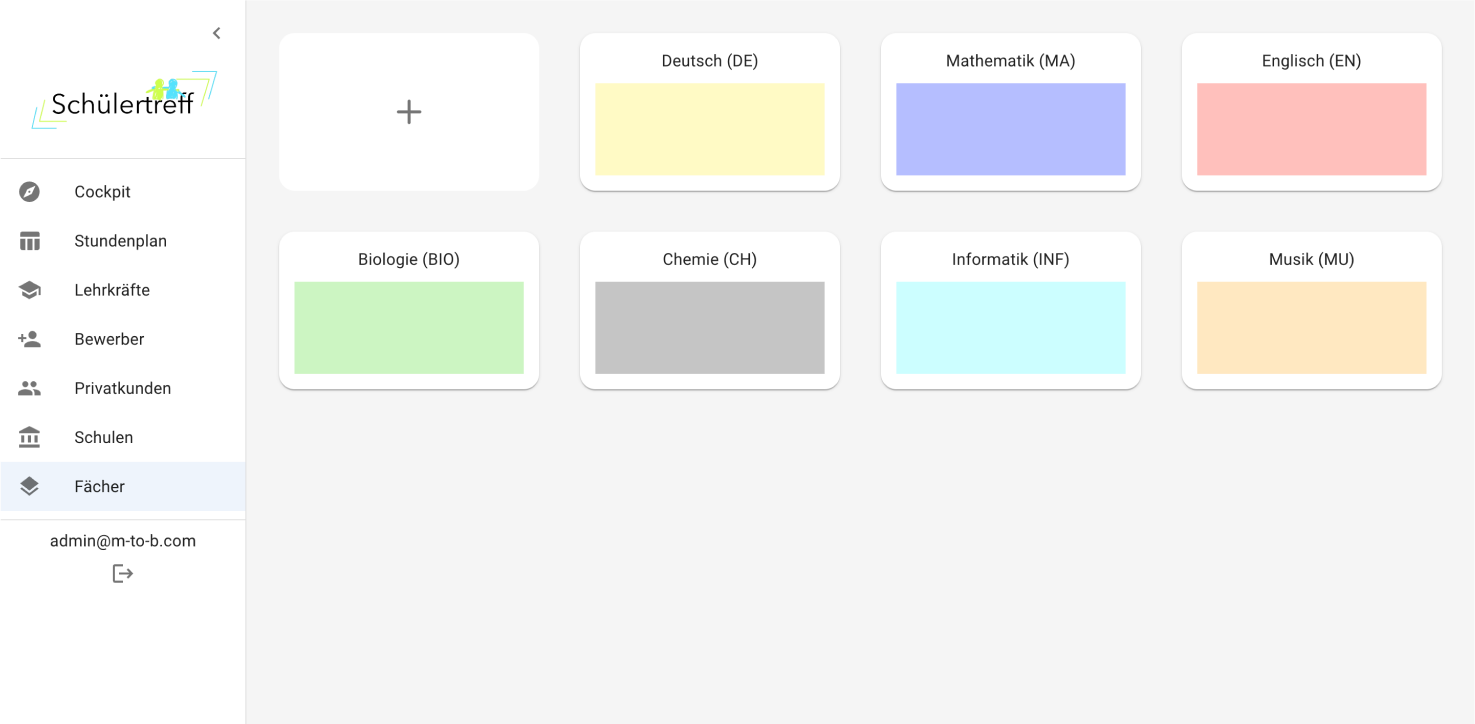 Schülertreff
Cockpit
Stundenplan
Lehrkräfte
Bewerber
Privatkunden
Schulen
Fächer
admin@m-to-b.com
Deutsch (DE)
Mathematik (MA)
Englisch (EN)
Biologie (BIO)
Chemie (CH)
Informatik (INF)
Musik (MU)